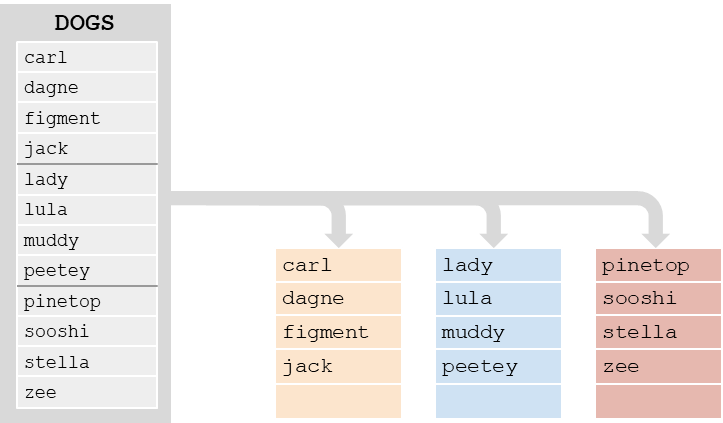 DOGS
carl
dagne
figment
jack
lady
lula
muddy
peetey
pinetop
sooshi
stella
zee
carl
dagne
figment
jack
lady
lula
muddy
peetey
pinetop
sooshi
stella
zee